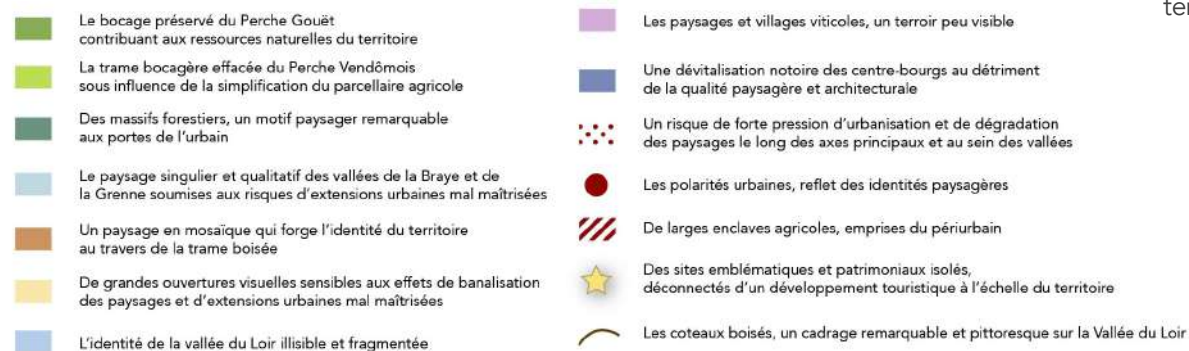 Le bocage préservé du Perche Gouët
contribuant aux ressources naturelles du territoire
La trame bocagère effacée du Perche Vendômois
sous influence de la simplification du parcellaire agricole
Des massifs forestiers, un motif paysager remarquable
aux portes de l'urbain
Le paysage singulier et qualitatif des vallées de la Braye et de
la Grenne soumises aux risques d'extensions urbaines mal maîtrisées
Un paysage en mosaïque qui forge l'identité du territoire
au travers de la trame boisée
De grandes ouvertures visuelles sensibles aux effets de banalisation
des paysages et d'extensions urbaines mal maîtrisées
L'identité de la vallée du Loir illisible et fragmentée
Les paysages et villages viticoles, un terroir peu visible
Une dévitalisation notoire des centre-bourgs au détriment
de la qualité paysagère et architecturale
Un risque de forte pression d'urbanisation et de dégradation
des paysages le long des axes principaux et au sein des vallées
Les polarités urbaines, reflet des identités paysagères
De larges enclaves agricoles, emprises du périurbain
Des sites emblématiques et patrimoniaux isolés,
déconnectés d'un développement touristique à l'échelle du territoire
Les coteaux boisés, un cadrage remarquable et pittoresque sur la Vallée du Loir